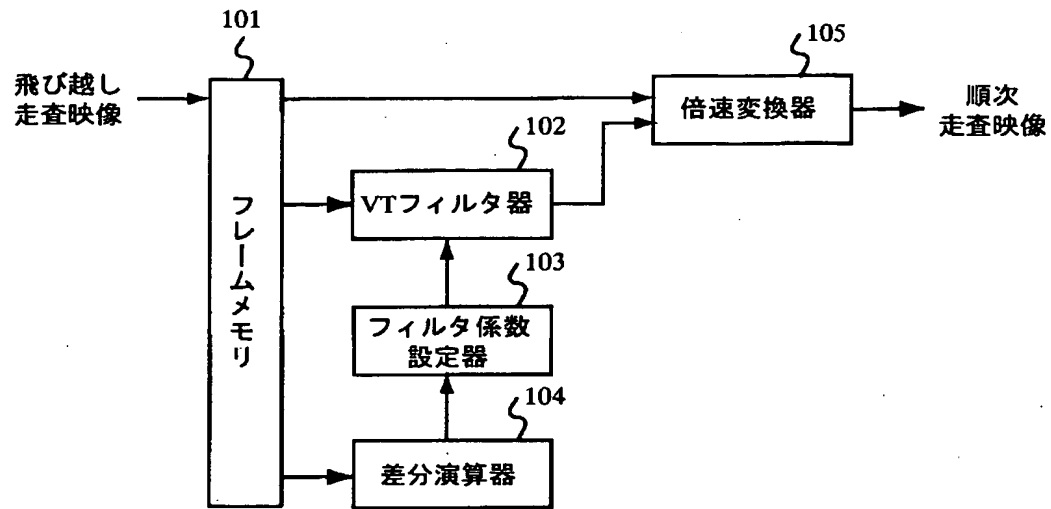 101
飛び越し
走査映像
フレームメモリ
102
VTフィルタ器
103
フィルタ係数
設定器
104
差分演算器
105
倍速変換器
順次
走査映像